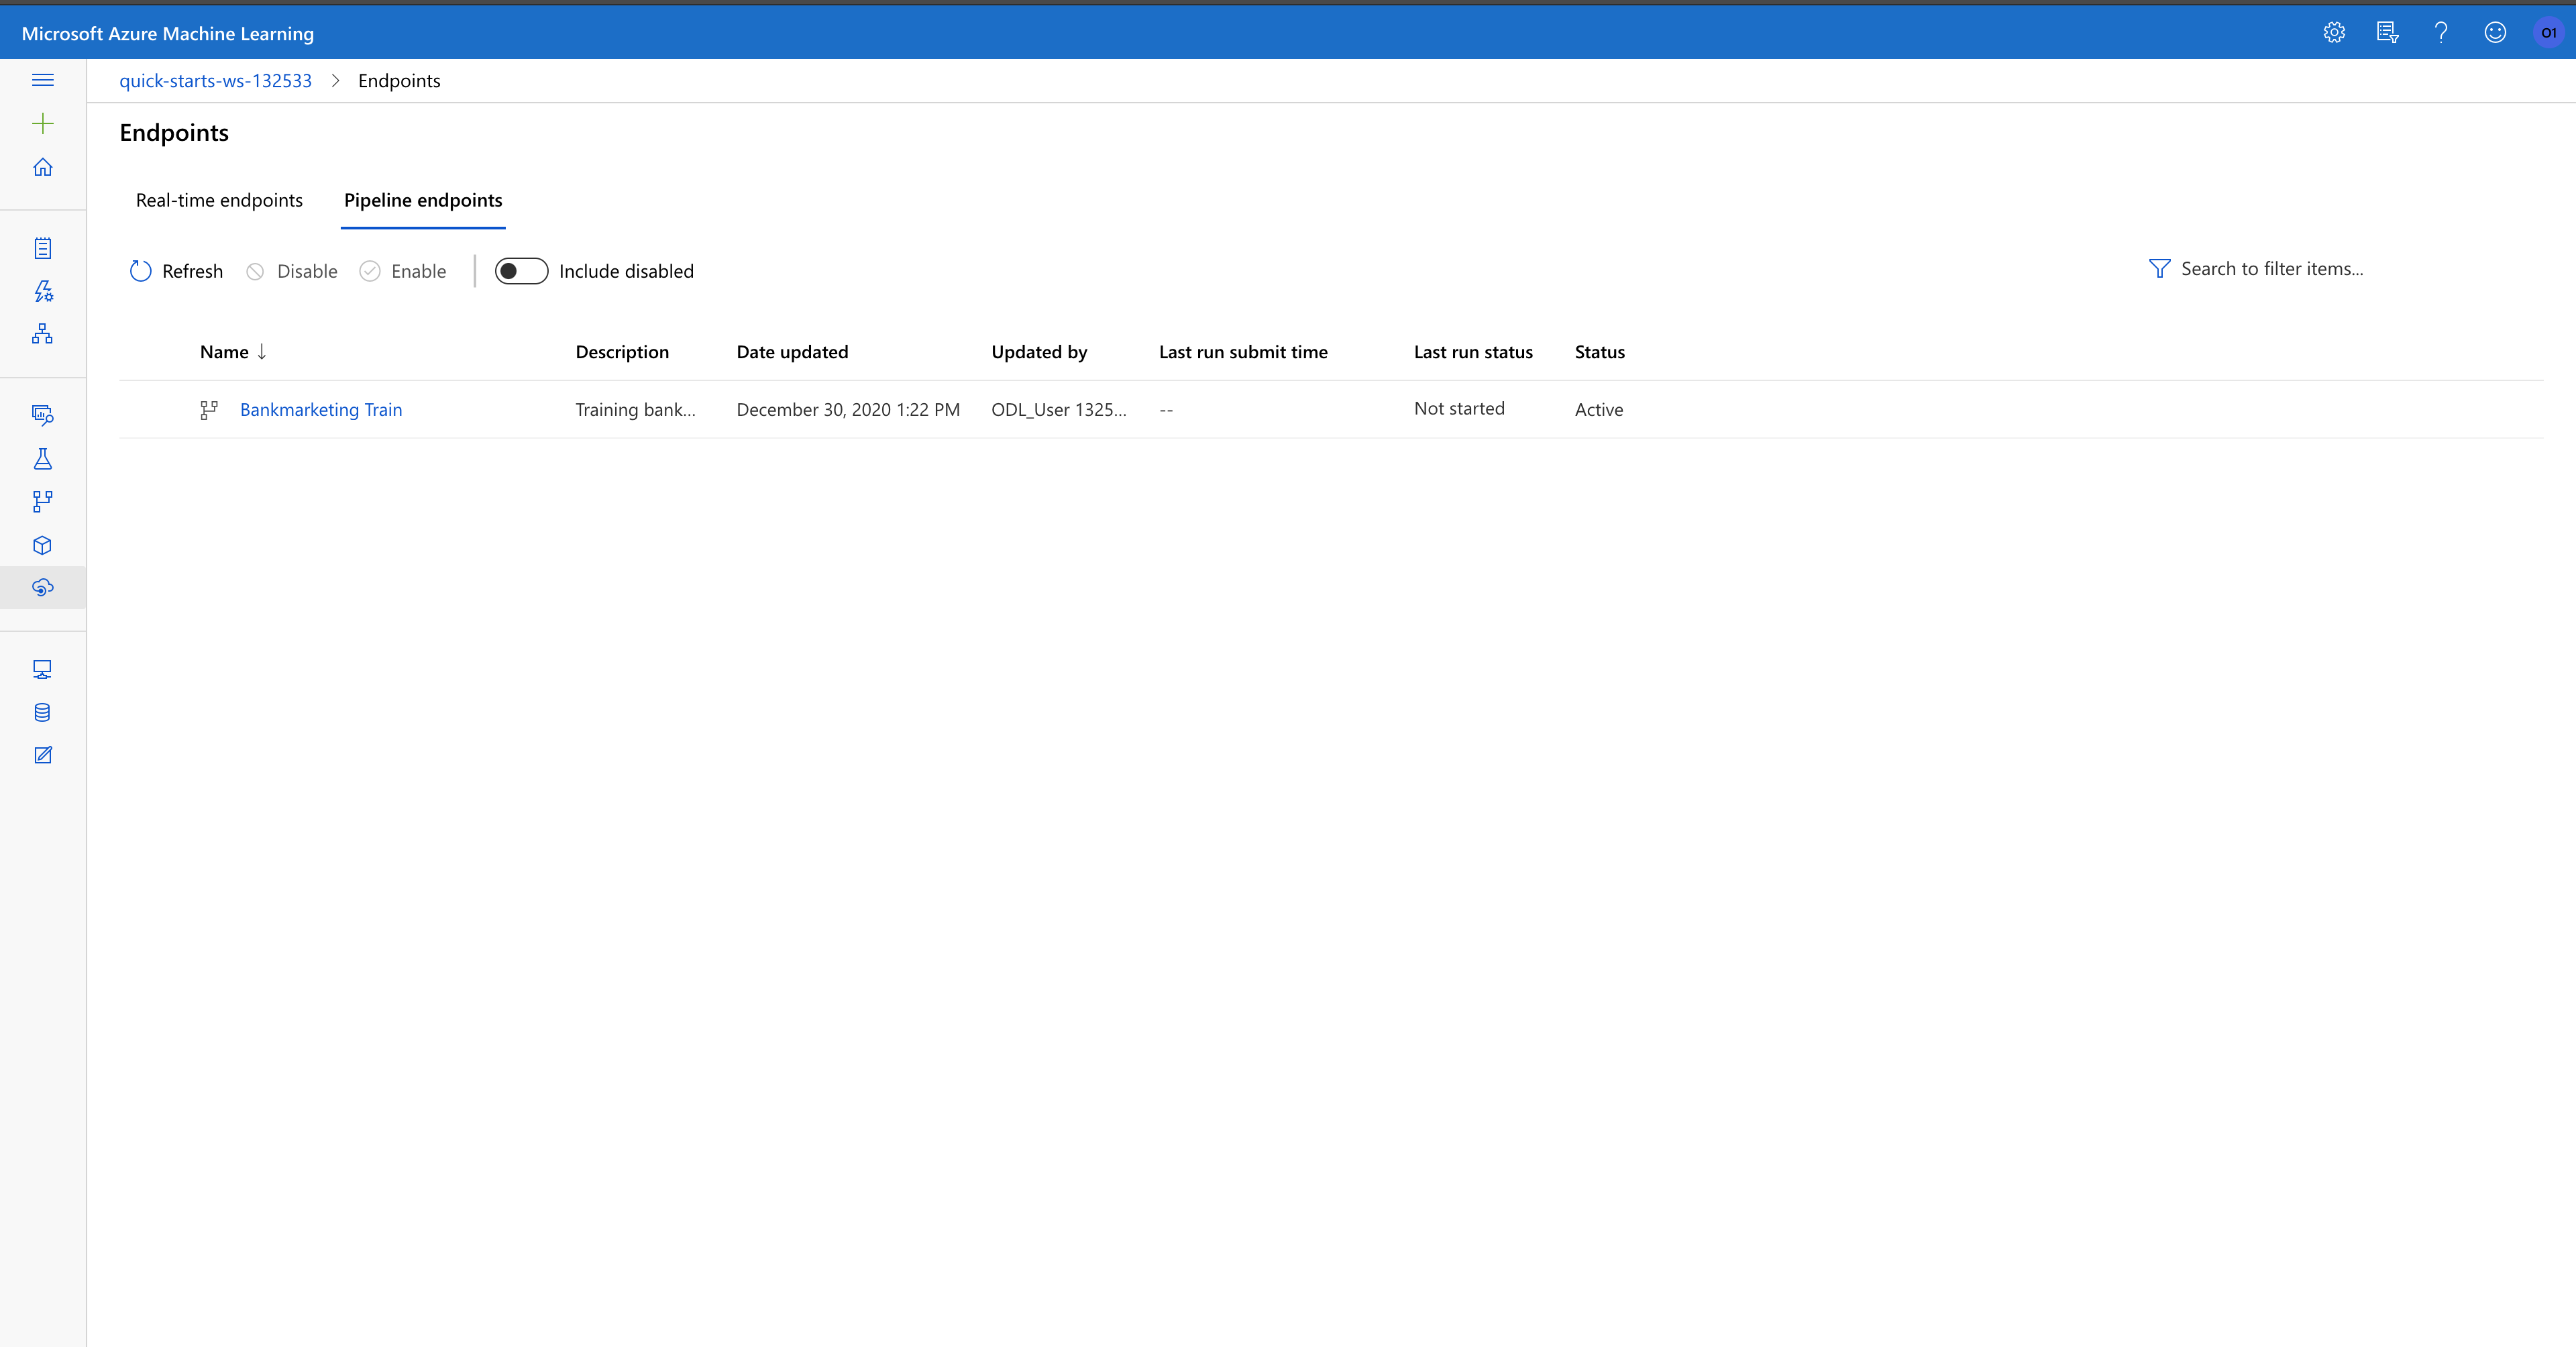 Microsoft Azure Machine Learning
O1
quick-starts-ws-132533 > Endpoints
Endpoints
Real-time endpoints Pipeline endpoints
Refresh Disable Enable Include disabled Search to filter items...
Name ↓ Description Date updated Updated by Last run submit time Last run status Status
Bankmarketing Train Training bank... December 30, 2020 1:22 PM ODL_User 1325... -- Not started Active